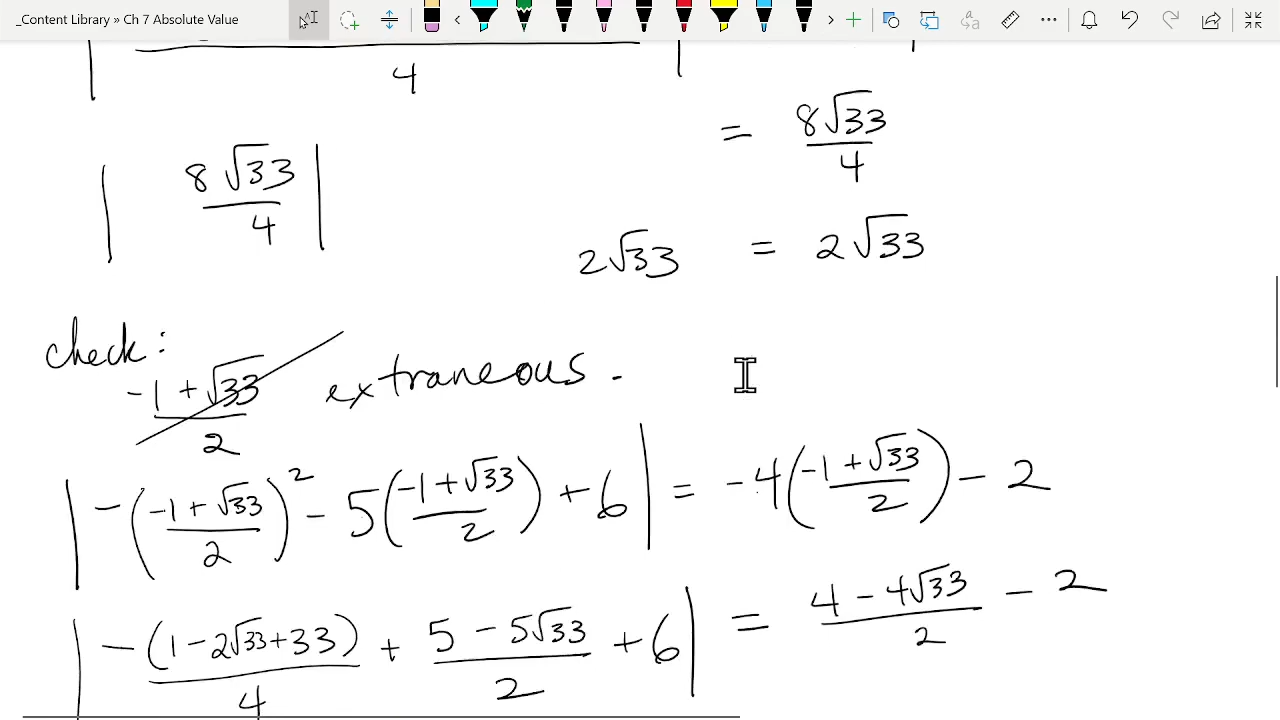 _Content Library » Ch 7 Absolute Value
4
= 8√33 / 4
| 8√33 / 4 |
2√33 = 2√33
check:
(-1 + √33) / 2 extraneous.
| -((-1 + √33) / 2)² - 5((-1 + √33) / 2) + 6 | = -4((-1 + √33) / 2) - 2
| -(1 - 2√33 + 33) / 4 + (5 - 5√33) / 2 + 6 | = (4 - 4√33) / 2 - 2